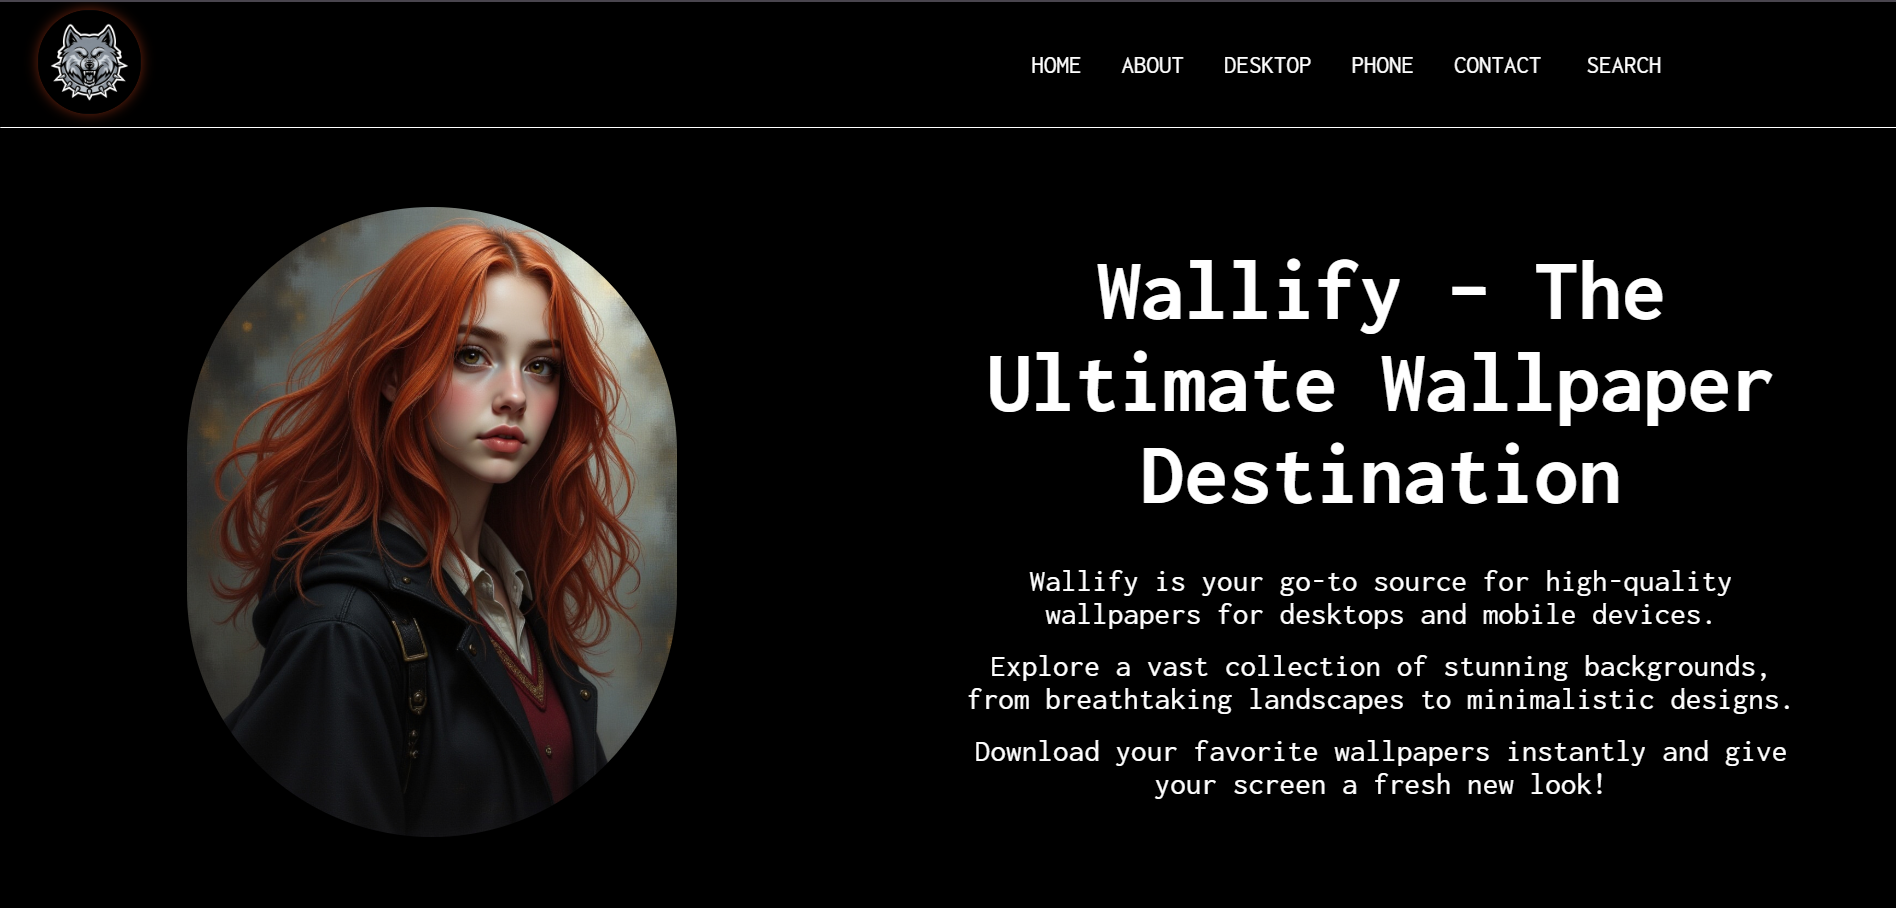 HOME ABOUT DESKTOP PHONE CONTACT SEARCH
Wallify – The
Ultimate Wallpaper
Destination
Wallify is your go-to source for high-quality
wallpapers for desktops and mobile devices.
Explore a vast collection of stunning backgrounds,
from breathtaking landscapes to minimalistic designs.
Download your favorite wallpapers instantly and give
your screen a fresh new look!